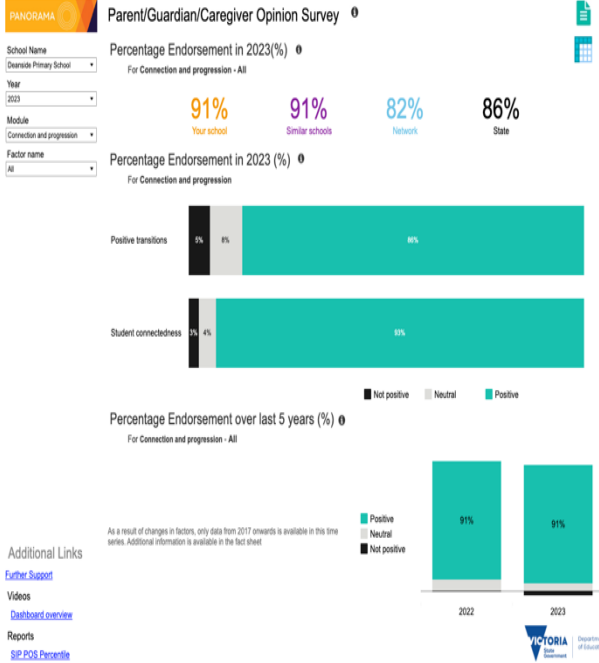 PANORAMA
Parent/Guardian/Caregiver Opinion Survey
School Name
Deanside Primary School
Year
2023
Module
Connection and progression
Factor name
All
Percentage Endorsement in 2023(%)
For Connection and progression - All
91% 91% 82% 86%
Your school Similar schools Network State
Percentage Endorsement in 2023 (%)
For Connection and progression
Positive transitions 5% 8% 86%
Student connectedness 3% 4% 93%
Not positive Neutral Positive
Percentage Endorsement over last 5 years (%)
For Connection and progression - All
As a result of changes in factors, only data from 2017 onwards is available in this time
series. Additional information is available in the fact sheet
Positive
Neutral
Not positive
91% 91%
2022 2023
Additional Links
Further Support
Videos
Dashboard overview
Reports
SIP POS Percentile
VICTORIA
State
Government
Departm
of Educat